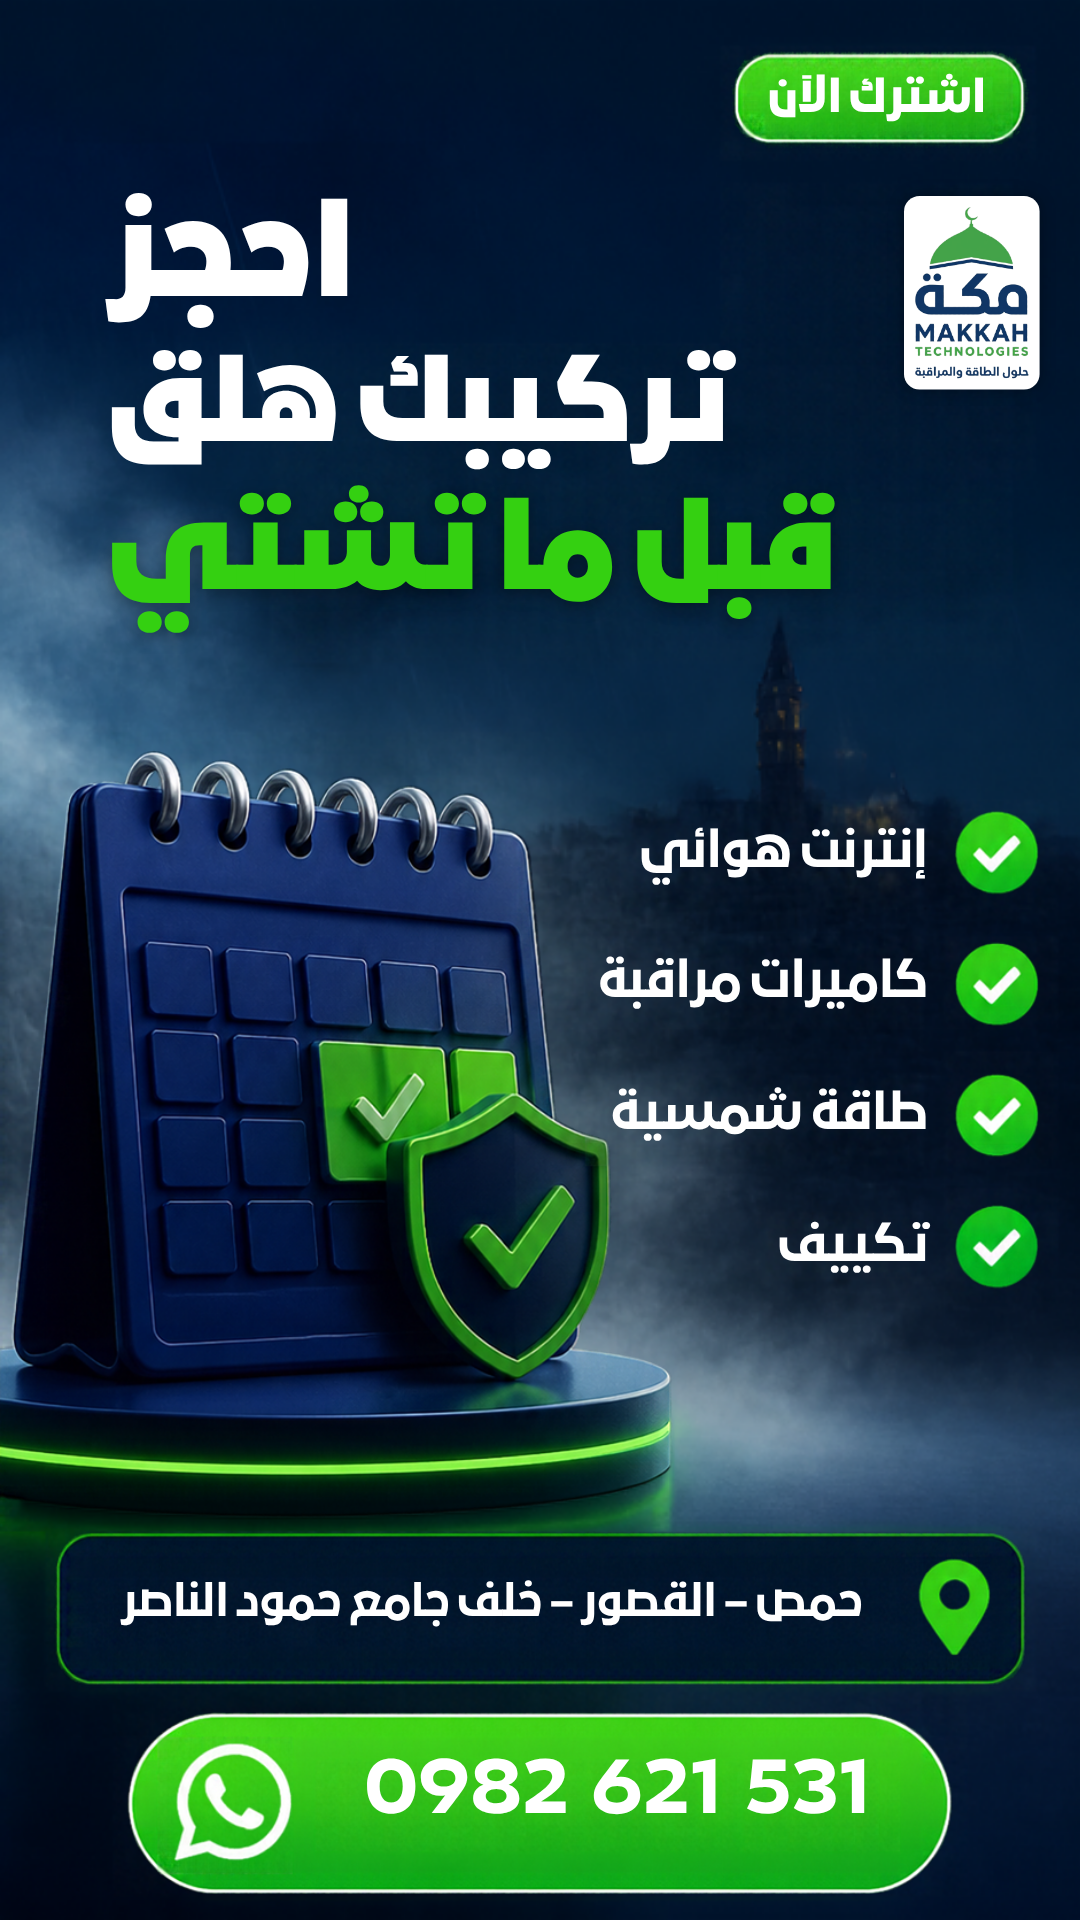 اشترك الآن
احجز
تركيبك هلق
قبل ما تشتي
مكة
MAKKAH
TECHNOLOGIES
حلول الطاقة والمراقبة
إنترنت هوائي
كاميرات مراقبة
طاقة شمسية
تكييف
حمص – القصور – خلف جامع حمود الناصر
0982 621 531